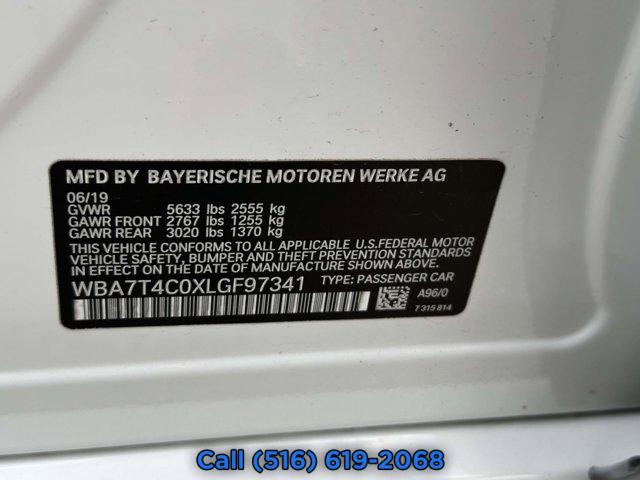 MFD BY BAYERISCHE MOTOREN WERKE AG
06/19
GVWR 5633 lbs 2555 kg
GAWR FRONT 2767 lbs 1255 kg
GAWR REAR 3020 lbs 1370 kg
THIS VEHICLE CONFORMS TO ALL APPLICABLE U.S.FEDERAL MOTOR
VEHICLE SAFETY, BUMPER, AND THEFT PREVENTION STANDARDS
IN EFFECT ON THE DATE OF MANUFACTURE SHOWN ABOVE.
WBA7T4C0XLGF97341 TYPE: PASSENGER CAR
A96/0
7 315 814
Call (516) 619-2068